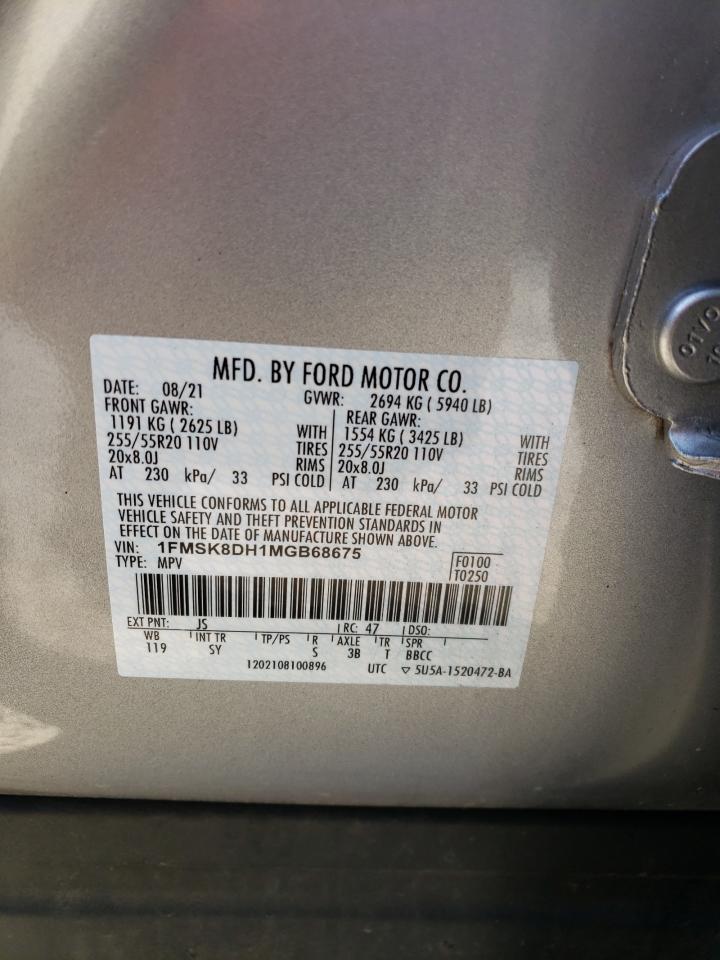 MFD. BY FORD MOTOR CO.
DATE: 08/21 GVWR: 2694 KG ( 5940 LB)
FRONT GAWR: REAR GAWR:
1191 KG ( 2625 LB) WITH 1554 KG ( 3425 LB) WITH
255/55R20 110V TIRES 255/55R20 110V TIRES
20x8.0J RIMS 20x8.0J RIMS
AT 230 kPa/ 33 PSI COLD AT 230 kPa/ 33 PSI COLD
THIS VEHICLE CONFORMS TO ALL APPLICABLE FEDERAL MOTOR
VEHICLE SAFETY AND THEFT PREVENTION STANDARDS IN
EFFECT ON THE DATE OF MANUFACTURE SHOWN ABOVE.
VIN: 1FMSK8DH1MGB68675 F0100
TYPE: MPV T0250
EXT PNT: JS RC: 47 DSO:
WB INT TR TP/PS R AXLE TR SPR
119 SY S 3B T BBCC
1202108100896 UTC ▽ 5U5A-1520472-BA